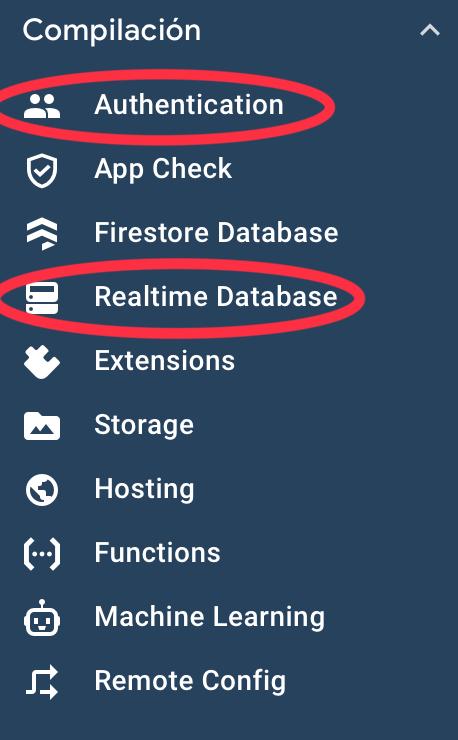 Compilación
Authentication
App Check
Firestore Database
Realtime Database
Extensions
Storage
Hosting
Functions
Machine Learning
Remote Config